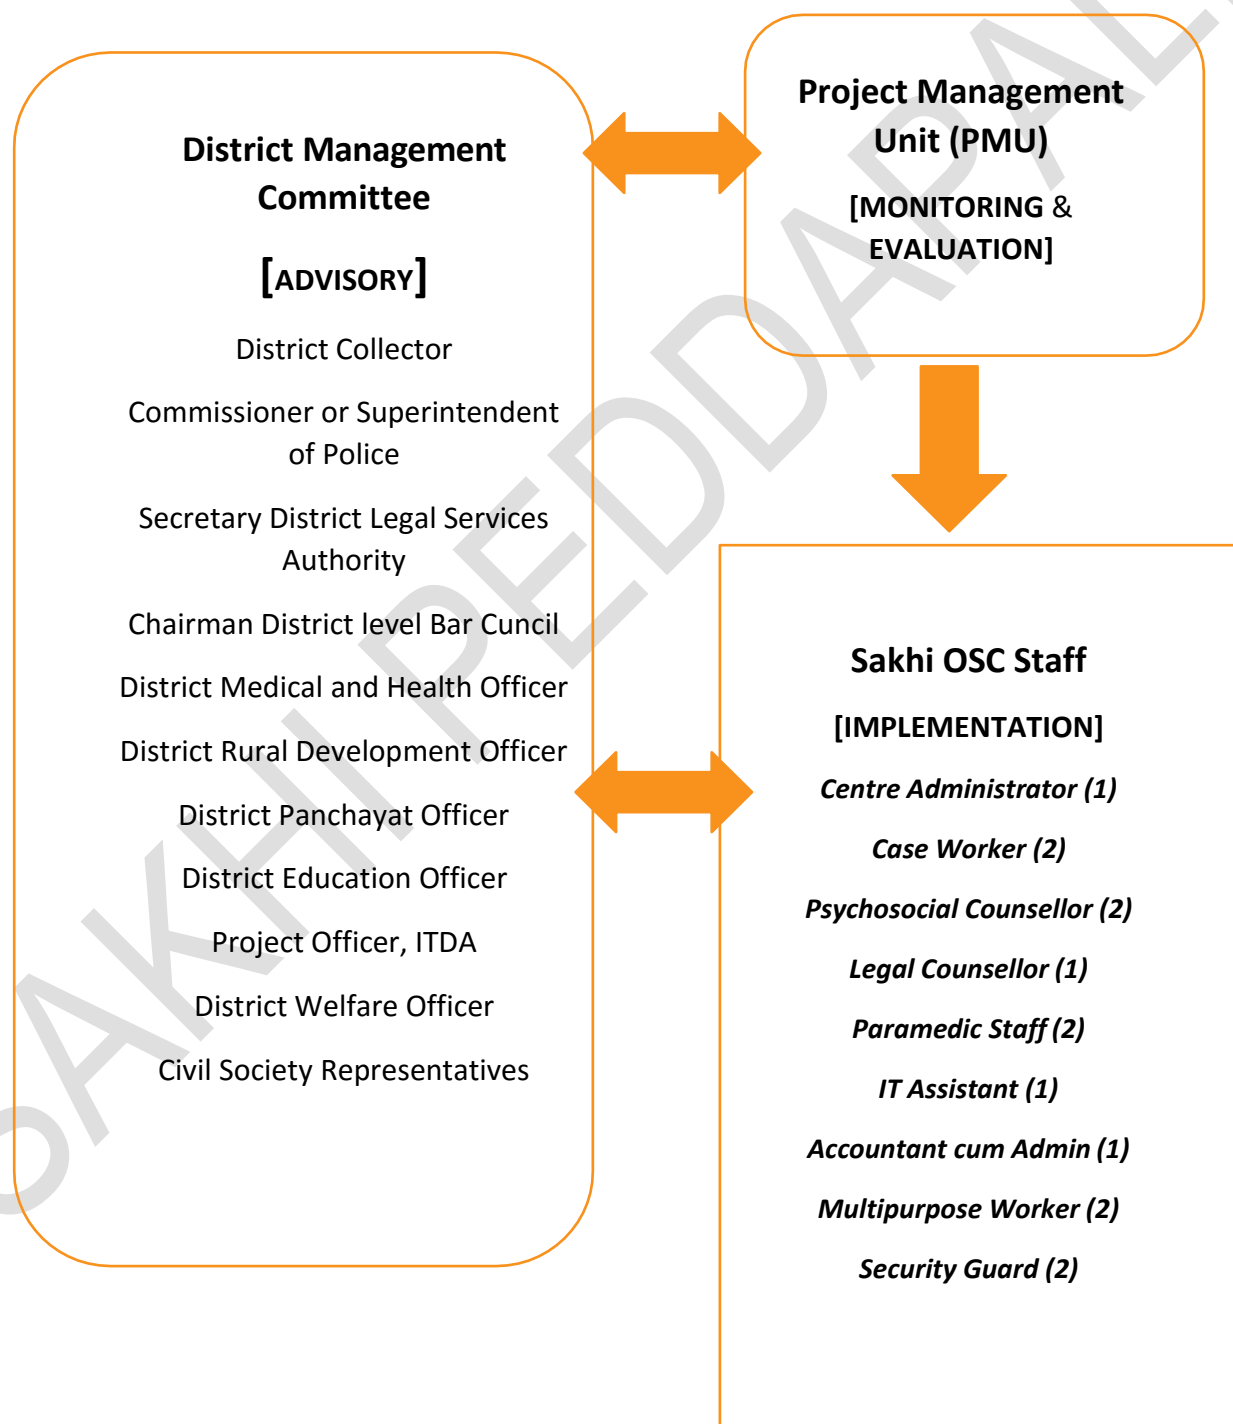 District Management
Committee
[ADVISORY]
District Collector
Commissioner or Superintendent
of Police
Secretary District Legal Services
Authority
Chairman District level Bar Cuncil
District Medical and Health Officer
District Rural Development Officer
District Panchayat Officer
District Education Officer
Project Officer, ITDA
District Welfare Officer
Civil Society Representatives
Project Management
Unit (PMU)
[MONITORING &
EVALUATION]
Sakhi OSC Staff
[IMPLEMENTATION]
Centre Administrator (1)
Case Worker (2)
Psychosocial Counsellor (2)
Legal Counsellor (1)
Paramedic Staff (2)
IT Assistant (1)
Accountant cum Admin (1)
Multipurpose Worker (2)
Security Guard (2)
SAKHI PEDDAPAL